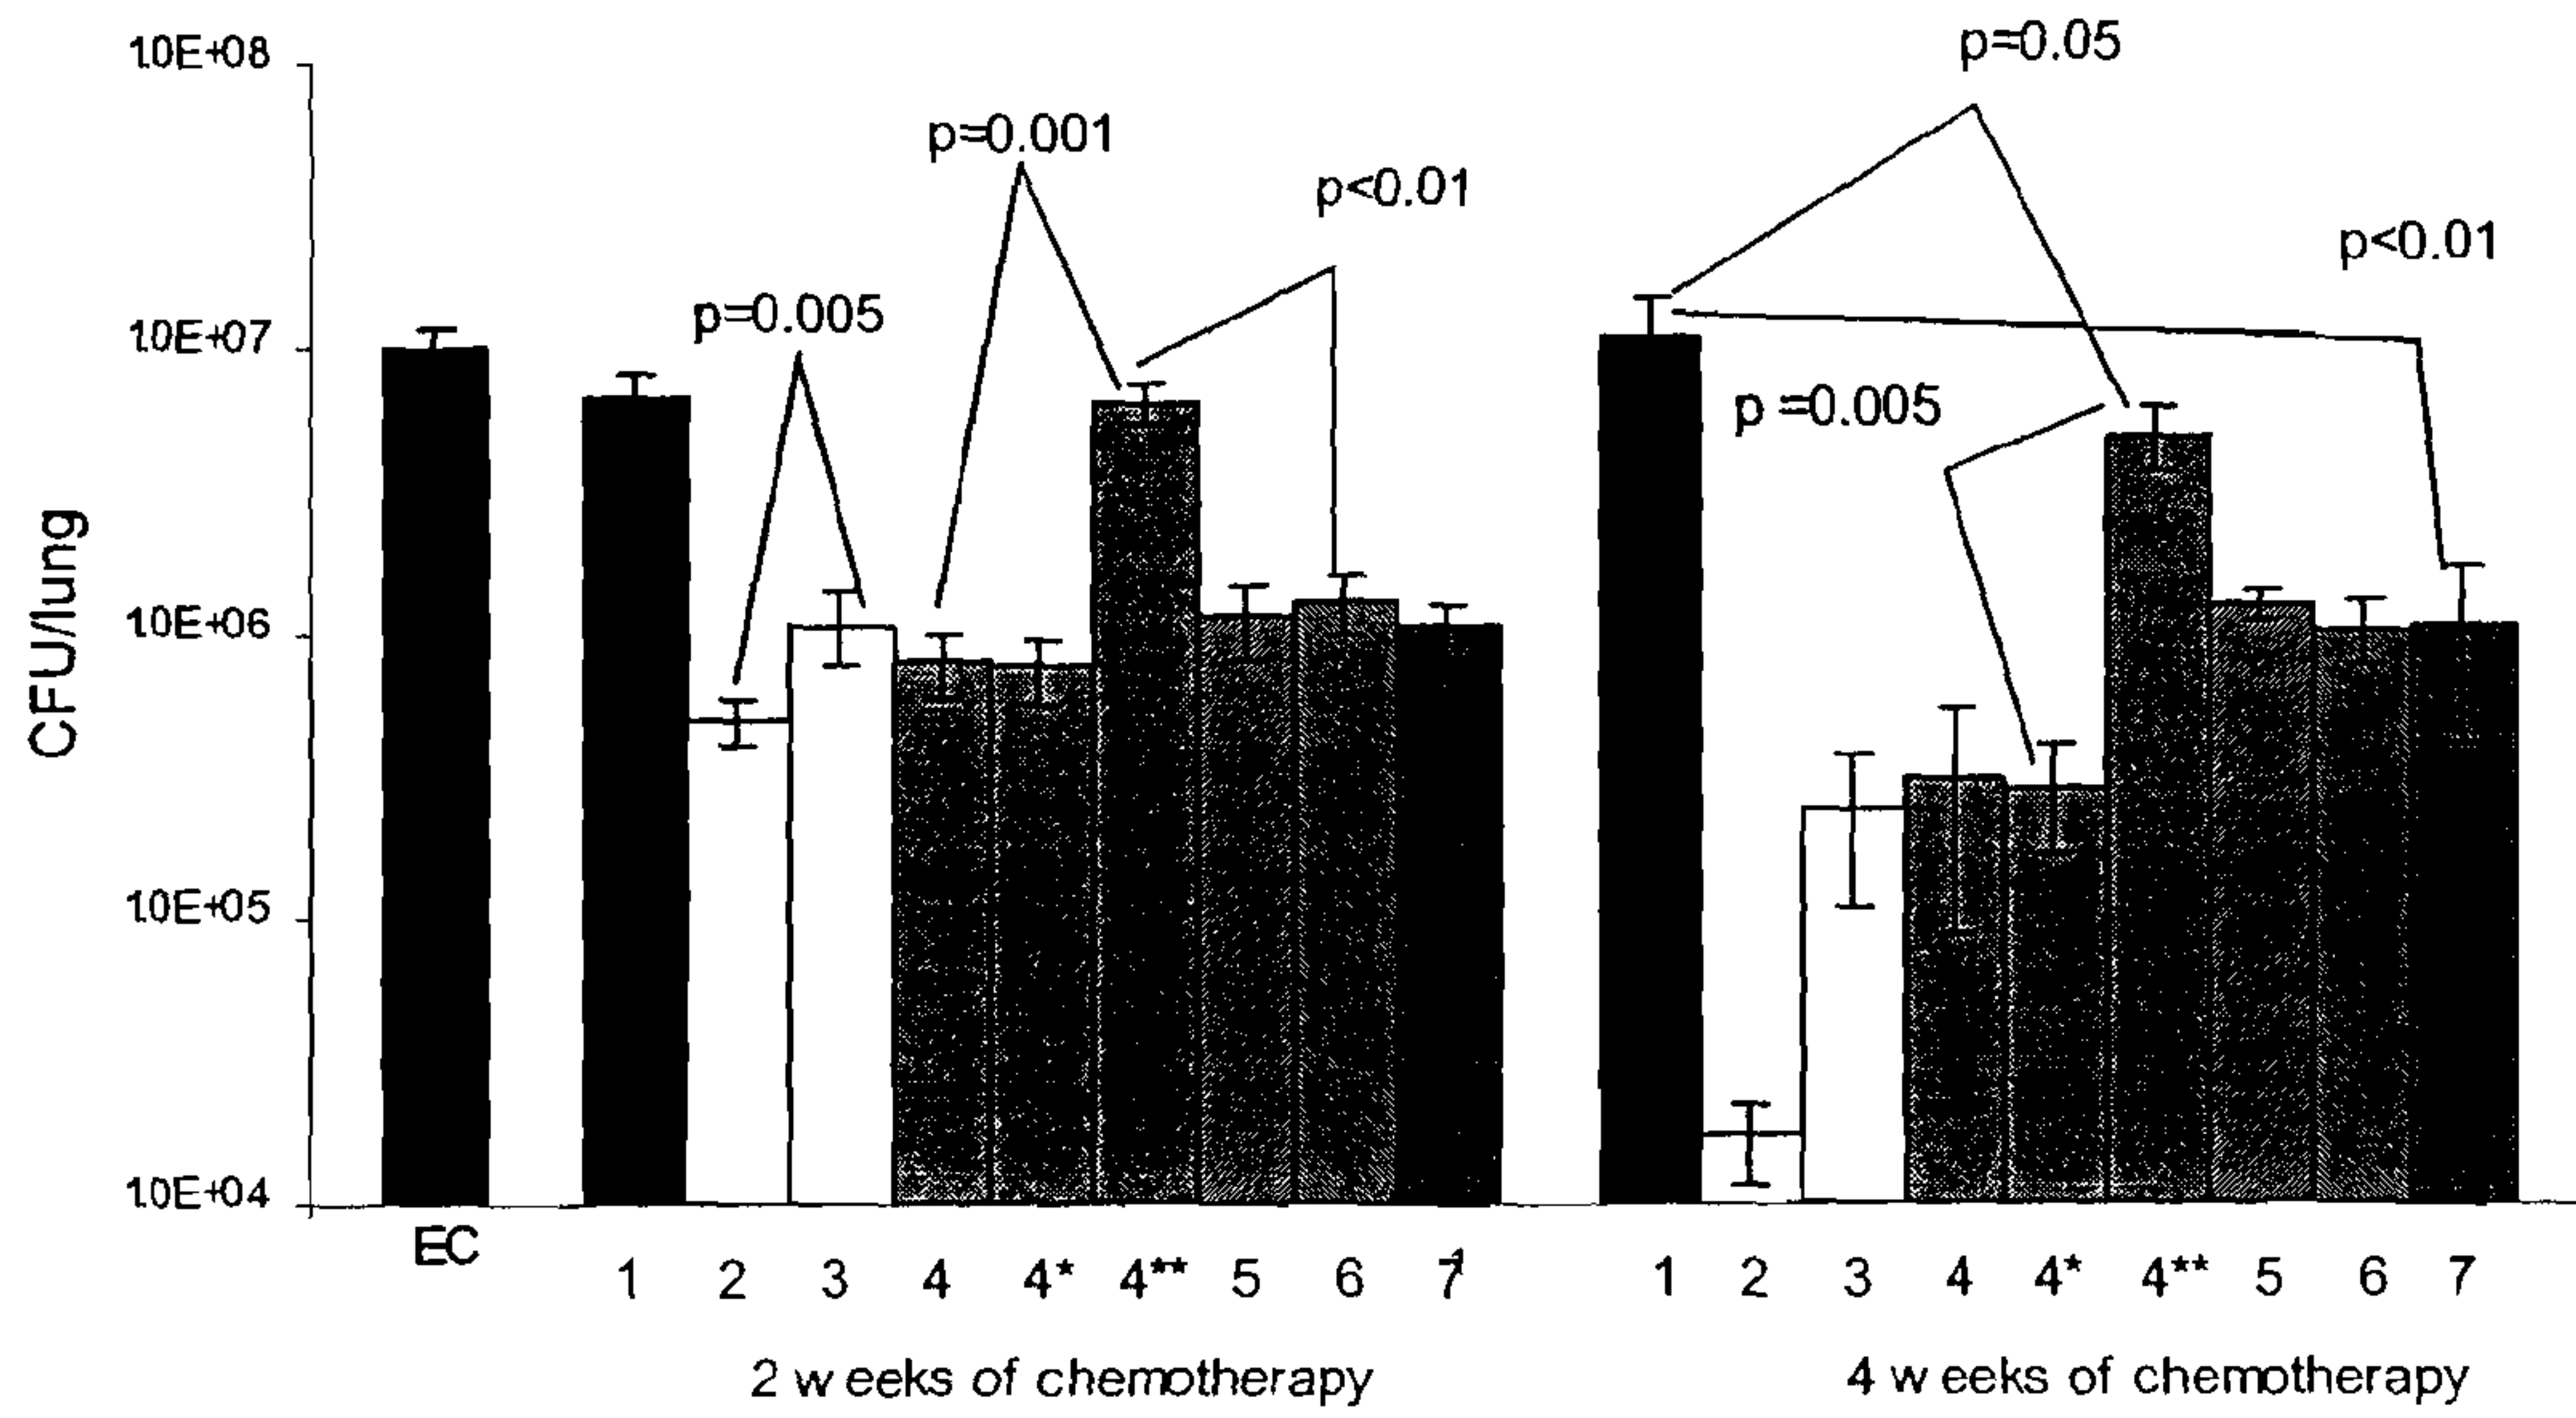 1.0E+08
1.0E+07
1.0E+06
1.0E+05
1.0E+04
CFU/lung
p=0.005
p=0.001
p<0.01
p=0.05
p<0.01
p=0.005
EC
1 2 3 4 4* 4** 5 6 7
1 2 3 4 4* 4** 5 6 7
2 weeks of chemotherapy
4 weeks of chemotherapy